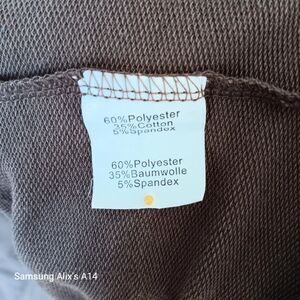 60%Polyester
35%Cotton
5%Spandex
60%Polyester
35%Baumwolle
5%Spandex
Samsung Alix's A14